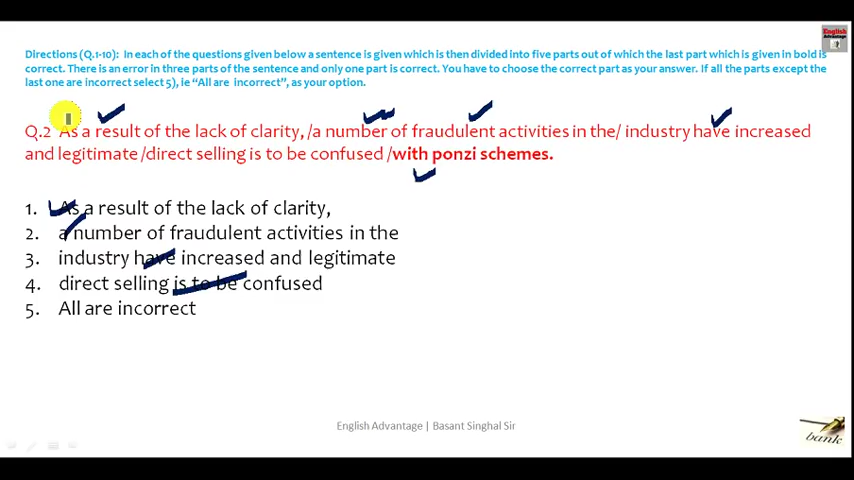 English
Advantage
Directions (Q.1-10): In each of the questions given below a sentence is given which is then divided into five parts out of which the last part which is given in bold is
correct. There is an error in three parts of the sentence and only one part is correct. You have to choose the correct part as your answer. If all the parts except the
last one are incorrect select 5), ie "All are incorrect", as your option.
Q.2 As a result of the lack of clarity, /a number of fraudulent activities in the/ industry have increased
and legitimate /direct selling is to be confused /with ponzi schemes.
1. As a result of the lack of clarity,
2. a number of fraudulent activities in the
3. industry have increased and legitimate
4. direct selling is to be confused
5. All are incorrect
English Advantage | Basant Singhal Sir
bank